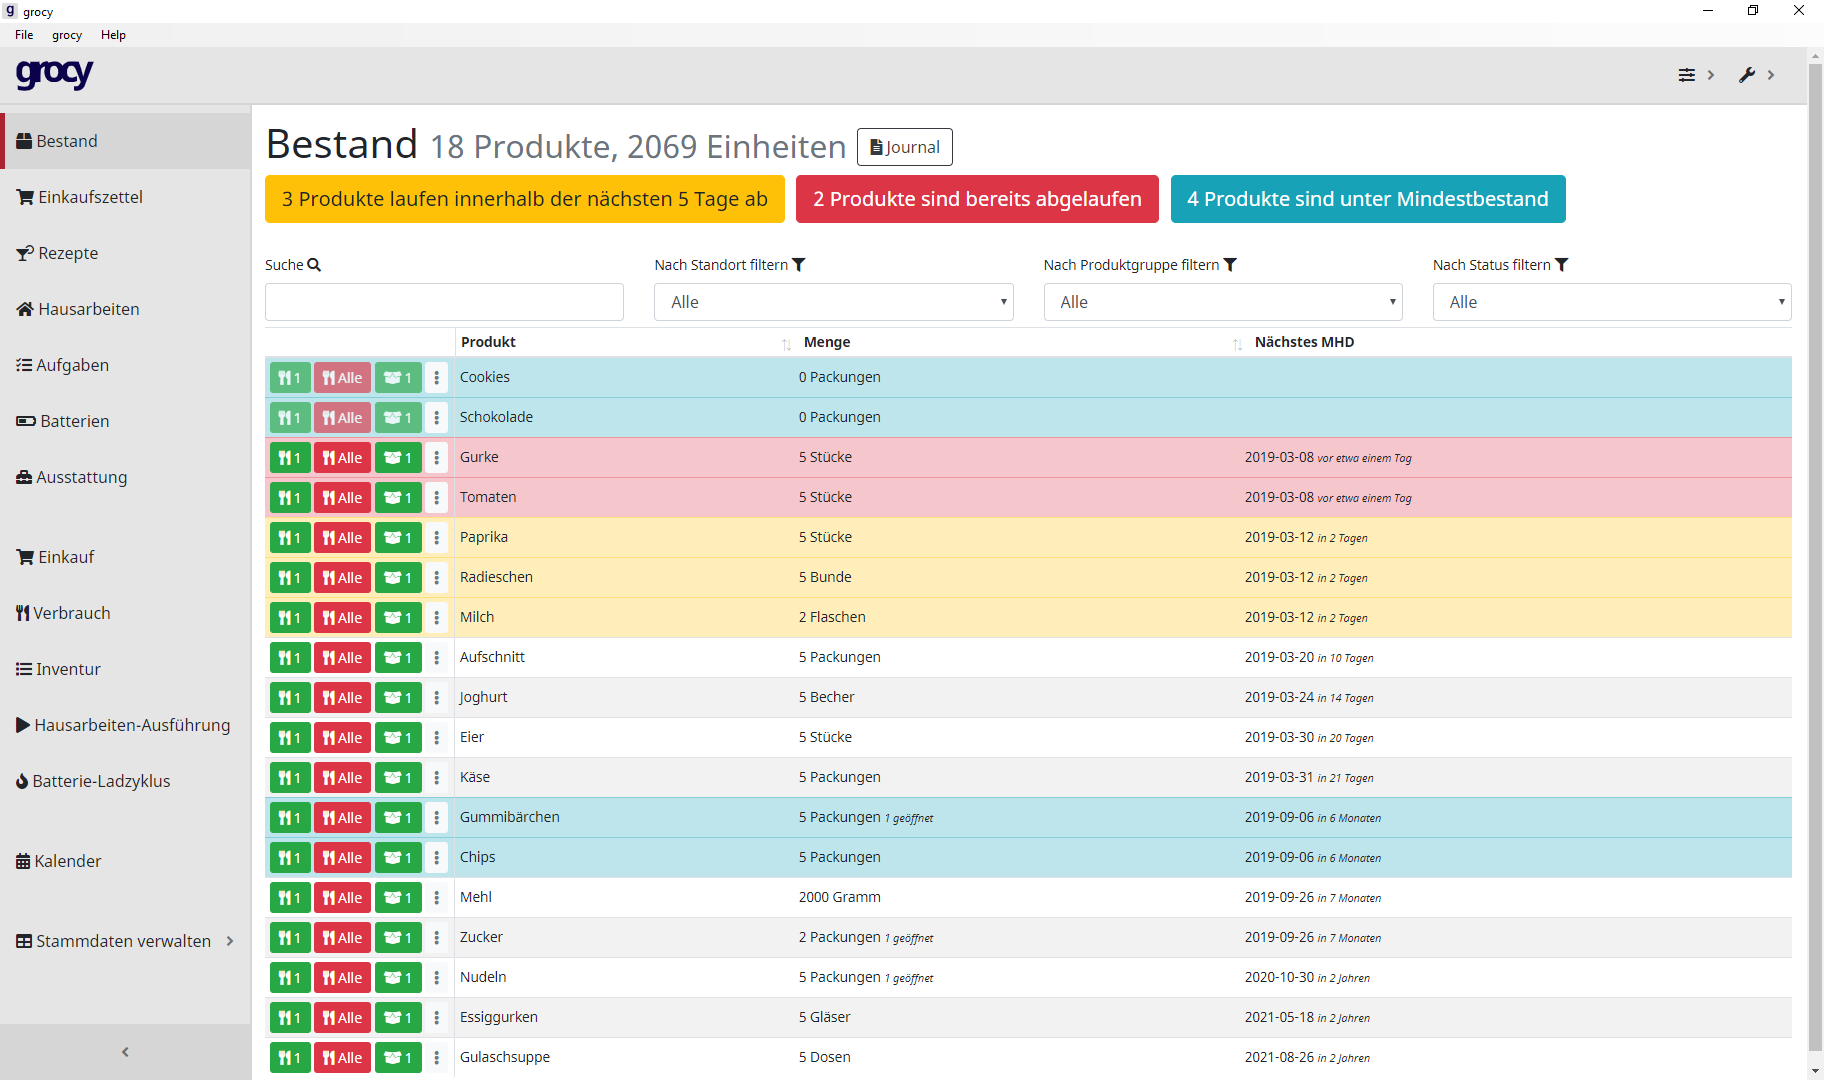 grocy
File grocy Help
grocy
Bestand
Einkaufszettel
Rezepte
Hausarbeiten
Aufgaben
Batterien
Ausstattung
Einkauf
Verbrauch
Inventur
Hausarbeiten-Ausführung
Batterie-Ladzyklus
Kalender
Stammdaten verwalten
Bestand 18 Produkte, 2069 Einheiten Journal
3 Produkte laufen innerhalb der nächsten 5 Tage ab 2 Produkte sind bereits abgelaufen 4 Produkte sind unter Mindestbestand
Suche Nach Standort filtern Nach Produktgruppe filtern Nach Status filtern
Alle Alle Alle
Produkt Menge Nächstes MHD
1 Alle 1 Cookies 0 Packungen
1 Alle 1 Schokolade 0 Packungen
1 Alle 1 Gurke 5 Stücke 2019-03-08 vor etwa einem Tag
1 Alle 1 Tomaten 5 Stücke 2019-03-08 vor etwa einem Tag
1 Alle 1 Paprika 5 Stücke 2019-03-12 in 2 Tagen
1 Alle 1 Radieschen 5 Bunde 2019-03-12 in 2 Tagen
1 Alle 1 Milch 2 Flaschen 2019-03-12 in 2 Tagen
1 Alle 1 Aufschnitt 5 Packungen 2019-03-20 in 10 Tagen
1 Alle 1 Joghurt 5 Becher 2019-03-24 in 14 Tagen
1 Alle 1 Eier 5 Stücke 2019-03-30 in 20 Tagen
1 Alle 1 Käse 5 Packungen 2019-03-31 in 21 Tagen
1 Alle 1 Gummibärchen 5 Packungen 1 geöffnet 2019-09-06 in 6 Monaten
1 Alle 1 Chips 5 Packungen 2019-09-06 in 6 Monaten
1 Alle 1 Mehl 2000 Gramm 2019-09-26 in 7 Monaten
1 Alle 1 Zucker 2 Packungen 1 geöffnet 2019-09-26 in 7 Monaten
1 Alle 1 Nudeln 5 Packungen 1 geöffnet 2020-10-30 in 2 Jahren
1 Alle 1 Essiggurken 5 Gläser 2021-05-18 in 2 Jahren
1 Alle 1 Gulaschsuppe 5 Dosen 2021-08-26 in 2 Jahren